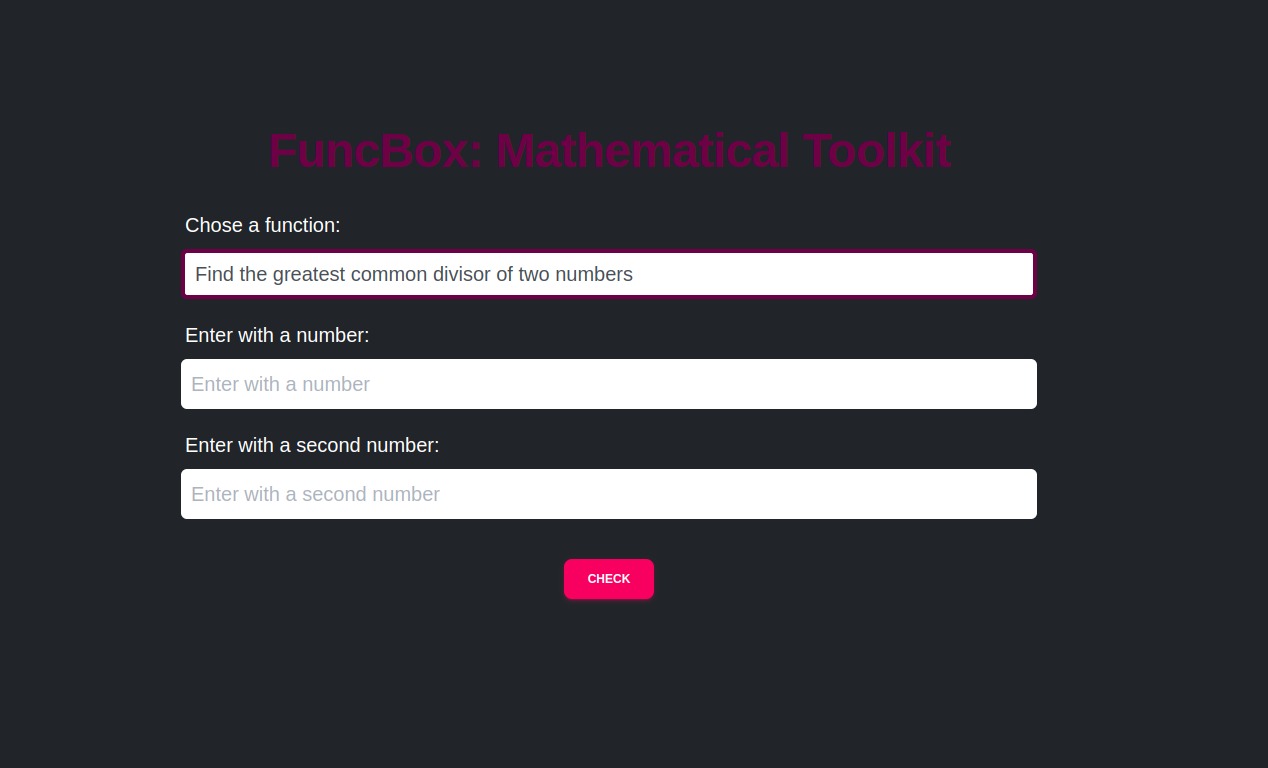 FuncBox: Mathematical Toolkit
Chose a function:
Find the greatest common divisor of two numbers
Enter with a number:
Enter with a number
Enter with a second number:
Enter with a second number
CHECK